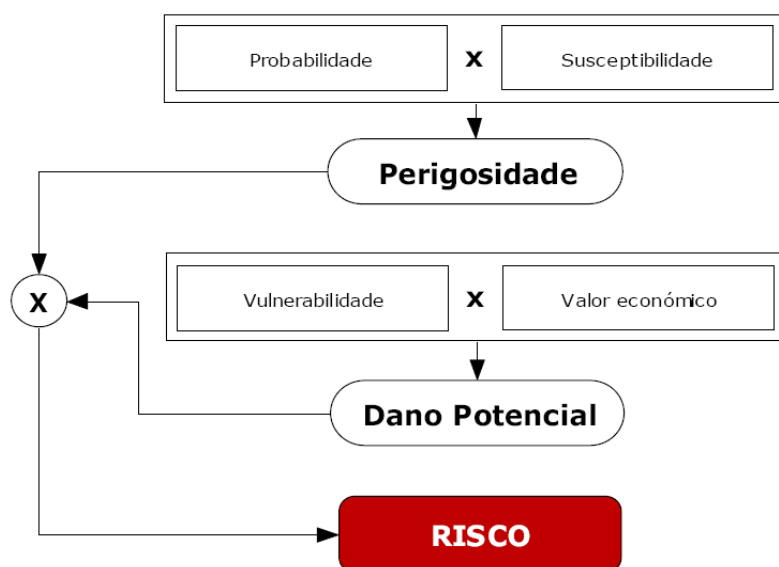 Probabilidade x Susceptibilidade
Perigosidade
X
Vulnerabilidade x Valor económico
Dano Potencial
RISCO